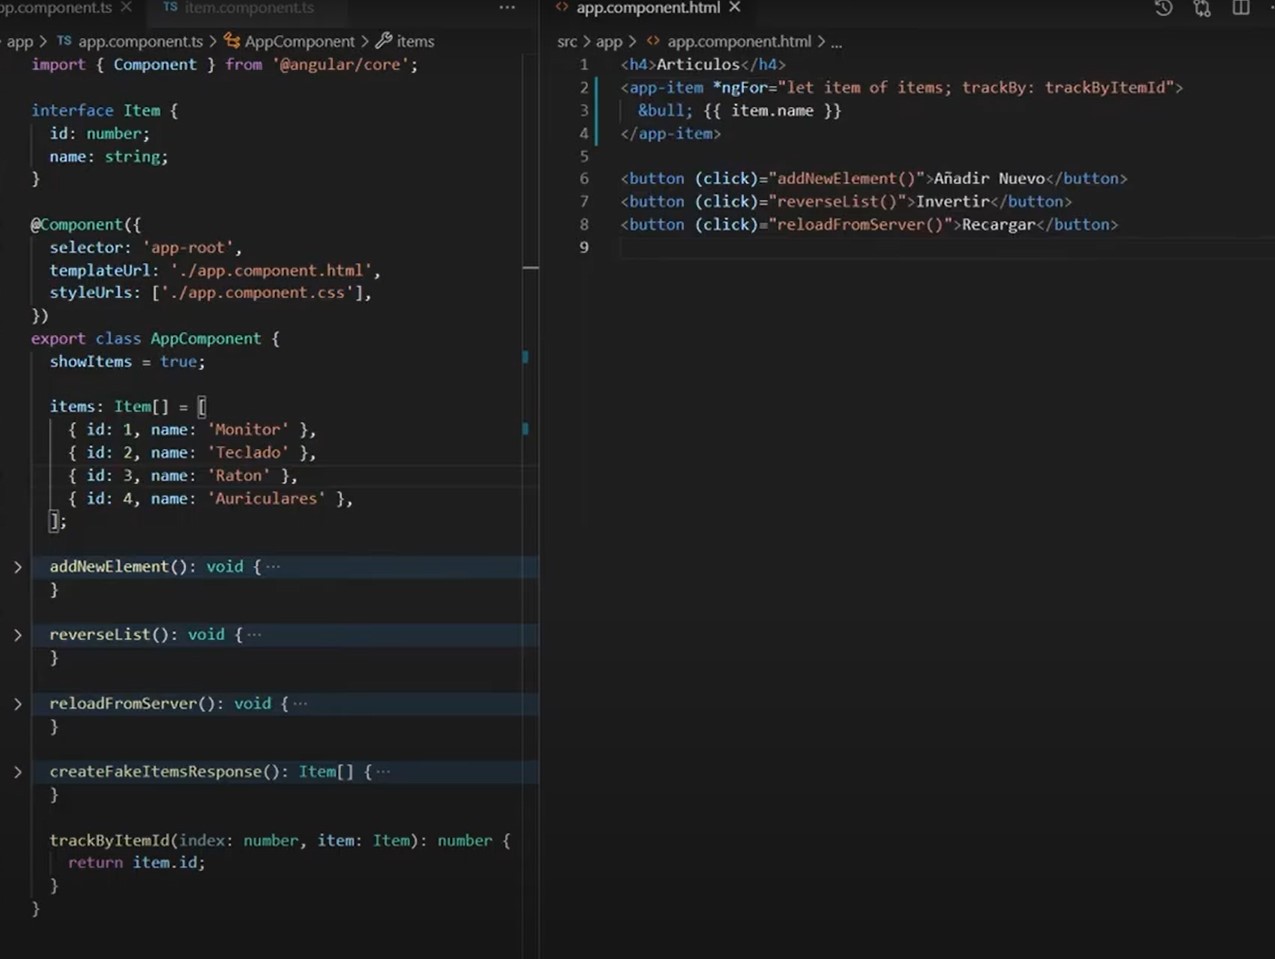 pp.component.ts
TS item.component.ts
app > TS app.component.ts > AppComponent > items
import { Component } from '@angular/core';
interface Item {
id: number;
name: string;
}
@Component({
selector: 'app-root',
templateUrl: './app.component.html',
styleUrls: ['./app.component.css'],
})
export class AppComponent {
showItems = true;
items: Item[] = [
{ id: 1, name: 'Monitor' },
{ id: 2, name: 'Teclado' },
{ id: 3, name: 'Raton' },
{ id: 4, name: 'Auriculares' },
];
addNewElement(): void { ···
}
reverseList(): void { ···
}
reloadFromServer(): void { ···
}
createFakeItemsResponse(): Item[] { ···
}
trackByItemId(index: number, item: Item): number {
return item.id;
}
}
<> app.component.html
src > app > <> app.component.html > ...
1 <h4>Articulos</h4>
2 <app-item *ngFor="let item of items; trackBy: trackByItemId">
3 &bull; {{ item.name }}
4 </app-item>
5
6 <button (click)="addNewElement()">Añadir Nuevo</button>
7 <button (click)="reverseList()">Invertir</button>
8 <button (click)="reloadFromServer()">Recargar</button>
9